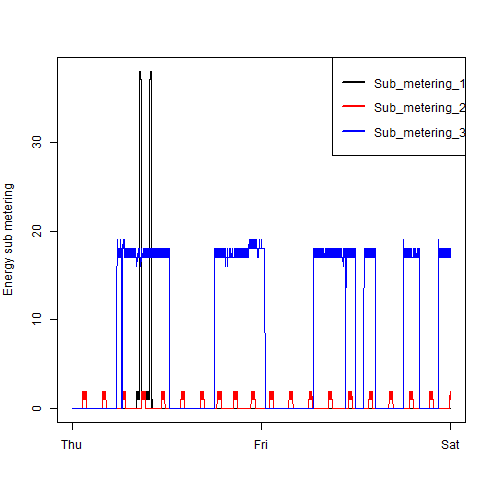 Sub_metering_1
Sub_metering_2
Sub_metering_3
Energy sub metering
30
20
10
0
Thu Fri Sat